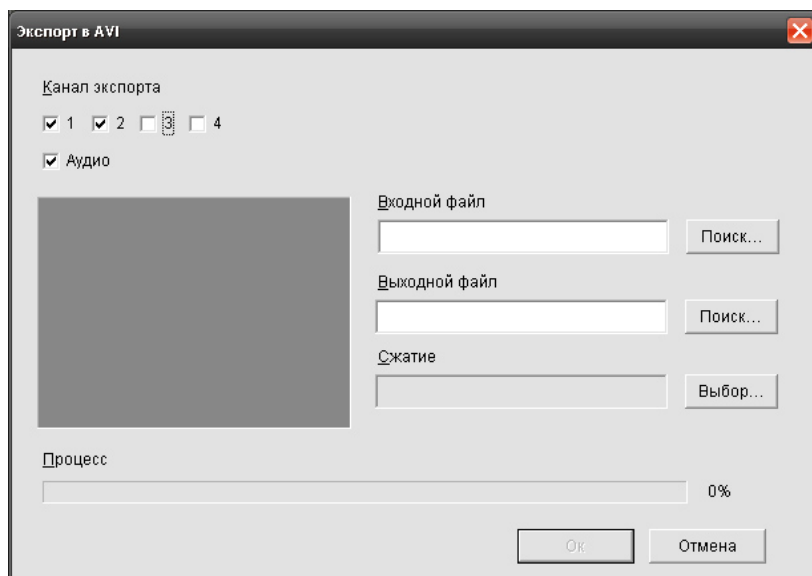 Экспорт в AVI
Канал экспорта
1 2 3 4
Аудио
Входной файл
Поиск...
Выходной файл
Поиск...
Сжатие
Выбор...
Процесс
0%
Ок Отмена